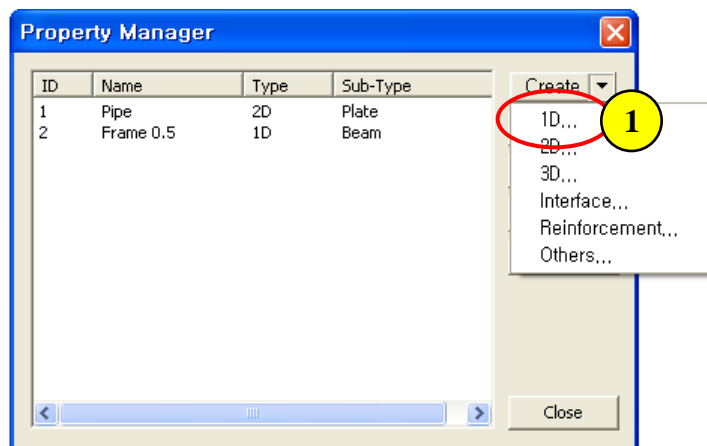 Property Manager
ID Name Type Sub-Type
1 Pipe 2D Plate
2 Frame 0.5 1D Beam
Create
1D...
1
2D...
3D...
Interface...
Reinforcement...
Others...
Close